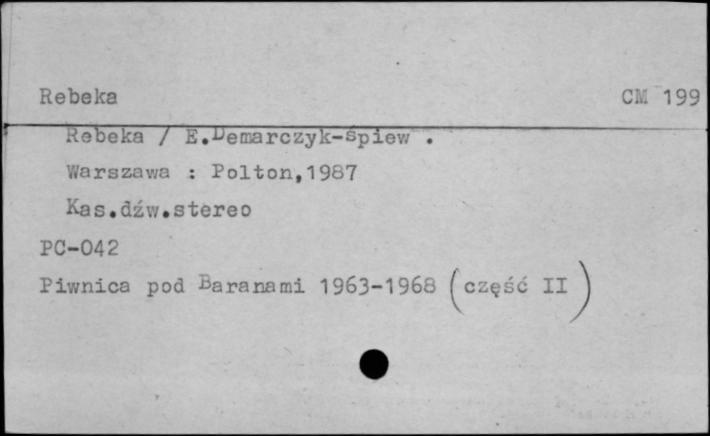 Rebeka CM 199
Rebeka / E.Demarczyk-śpiew .
Warszawa : Polton,1987
Kas.dźw.stereo
PC-042
Piwnica pod Baranami 1963-1968 (część II)